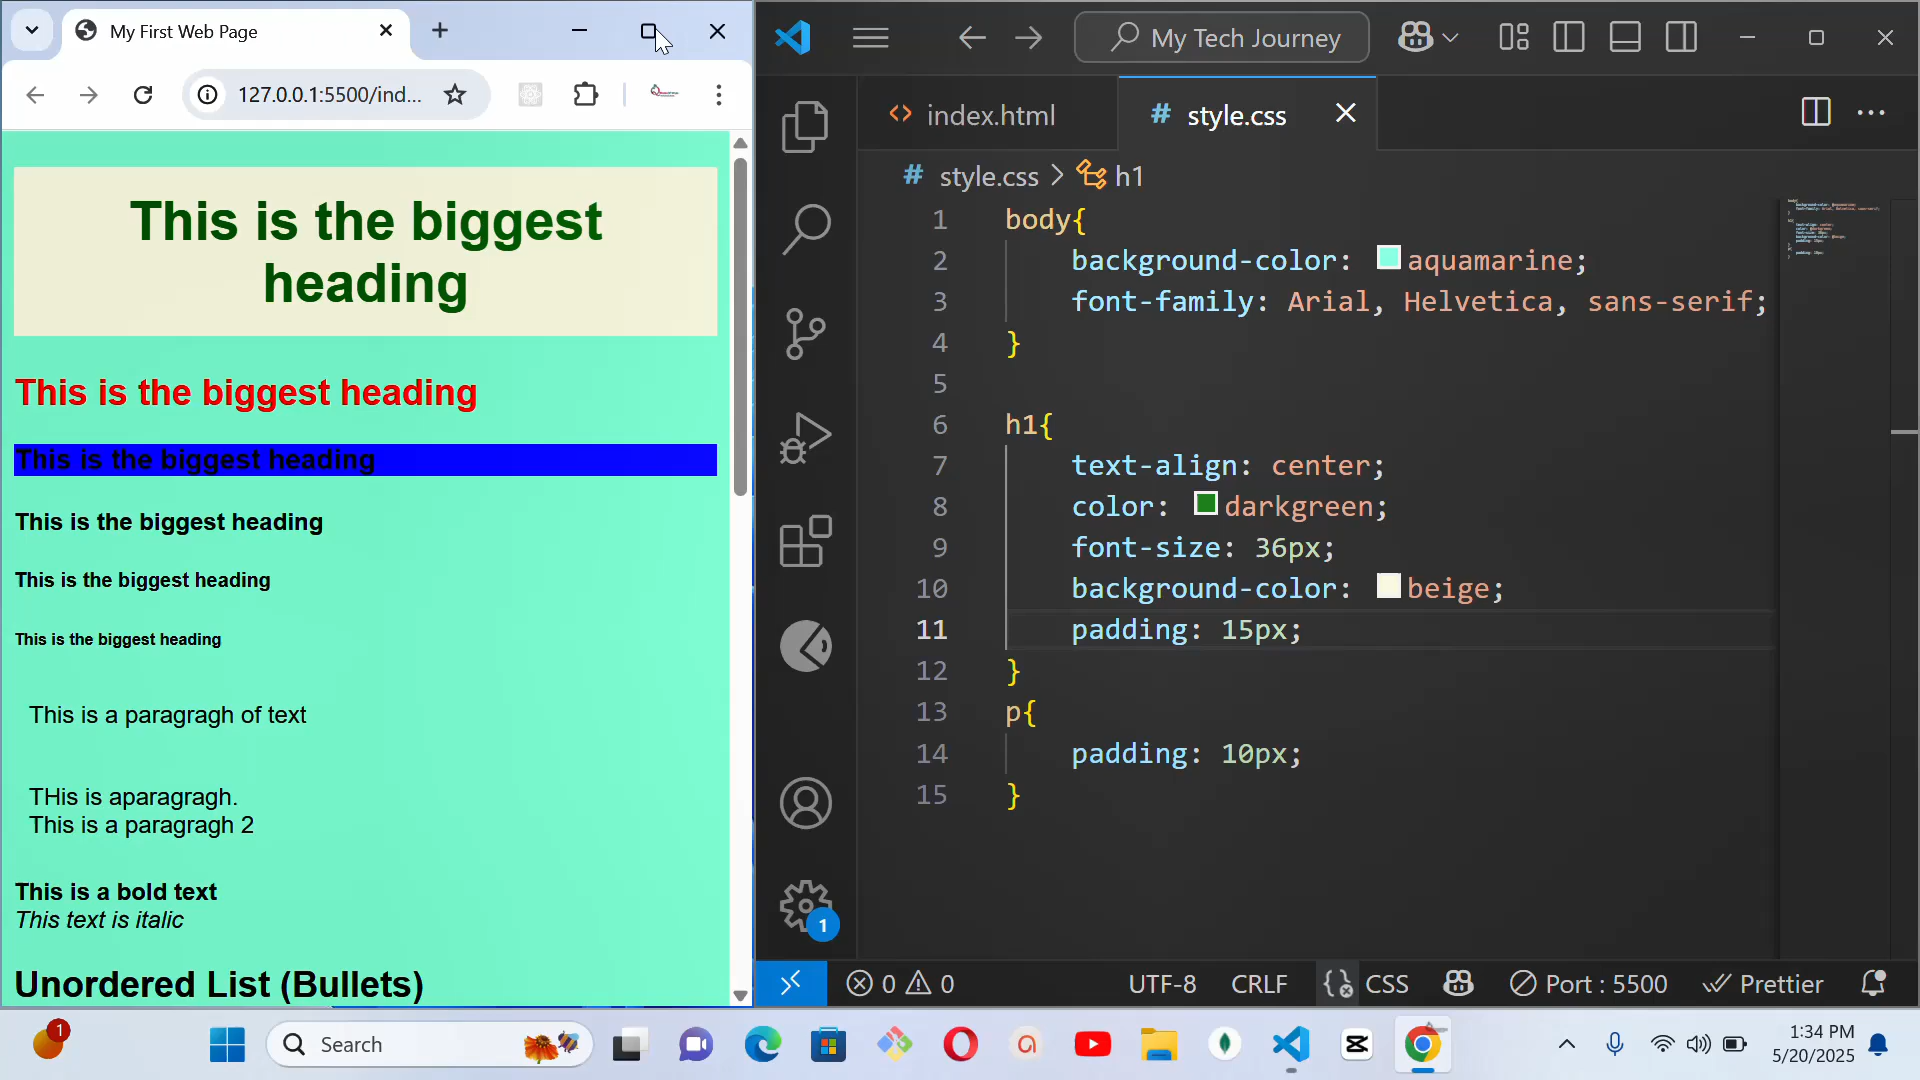 My First Web Page
127.0.0.1:5500/ind...
This is the biggest
heading
This is the biggest heading
This is the biggest heading
This is the biggest heading
This is the biggest heading
This is the biggest heading
This is a paragragh of text
THis is aparagragh.
This is a paragragh 2
This is a bold text
This text is italic
Unordered List (Bullets)
My Tech Journey
index.html
# style.css
# style.css > h1
1 body{
2 background-color: aquamarine;
3 font-family: Arial, Helvetica, sans-serif;
4 }
5
6 h1{
7 text-align: center;
8 color: darkgreen;
9 font-size: 36px;
10 background-color: beige;
11 padding: 15px;
12 }
13 p{
14 padding: 10px;
15 }
1
0 0 UTF-8 CRLF CSS Port : 5500 Prettier
1
Search
1:34 PM
5/20/2025